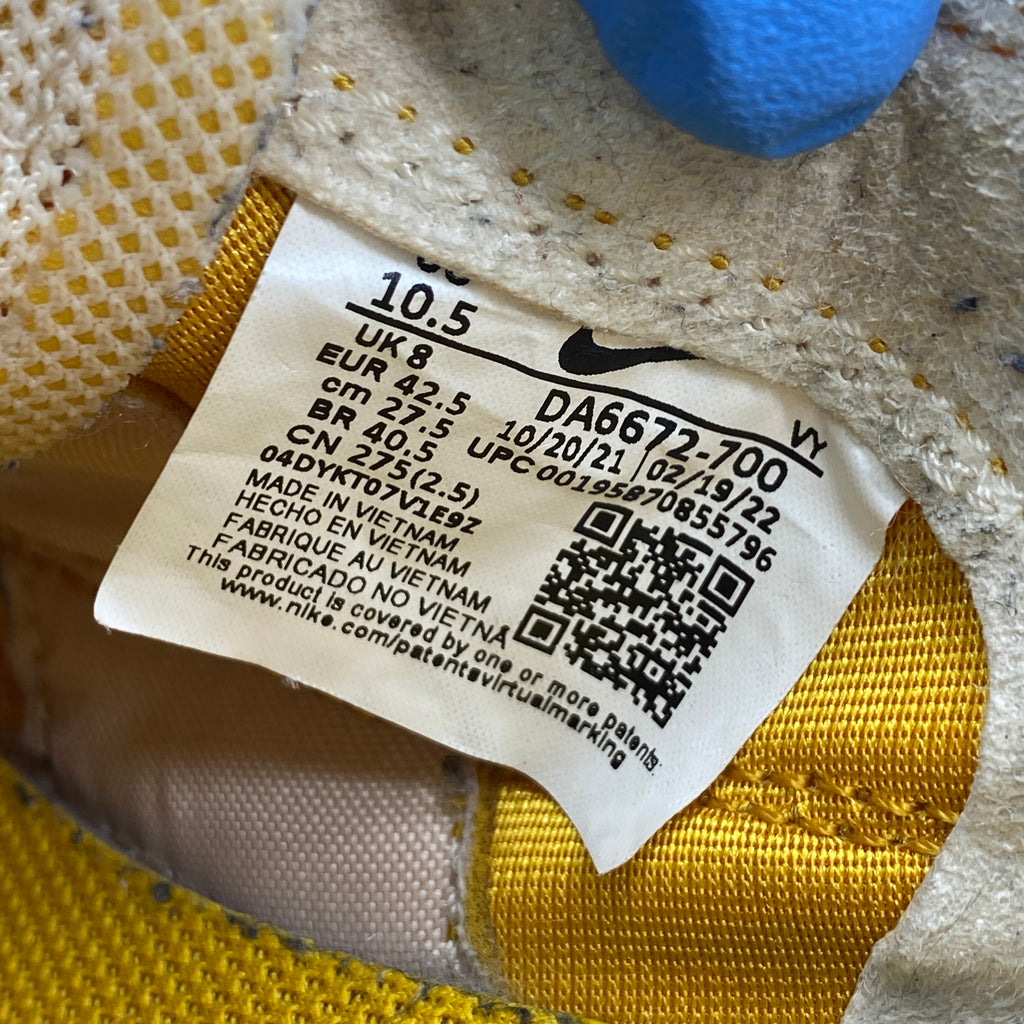 10.5
UK 8
EUR 42.5
cm 27.5
BR 40.5
CN 275(2.5)
04DYKT07V1E9Z
MADE IN VIETNAM
HECHO EN VIETNAM
FABRIQUE AU VIETNAM
FABRICADO NO VIETNÃ
This product is covered by one or more patents:
www.nike.com/patentsvirtualmarking
VY
DA6672-700
10/20/21 | 02/19/22
UPC 00195870855796